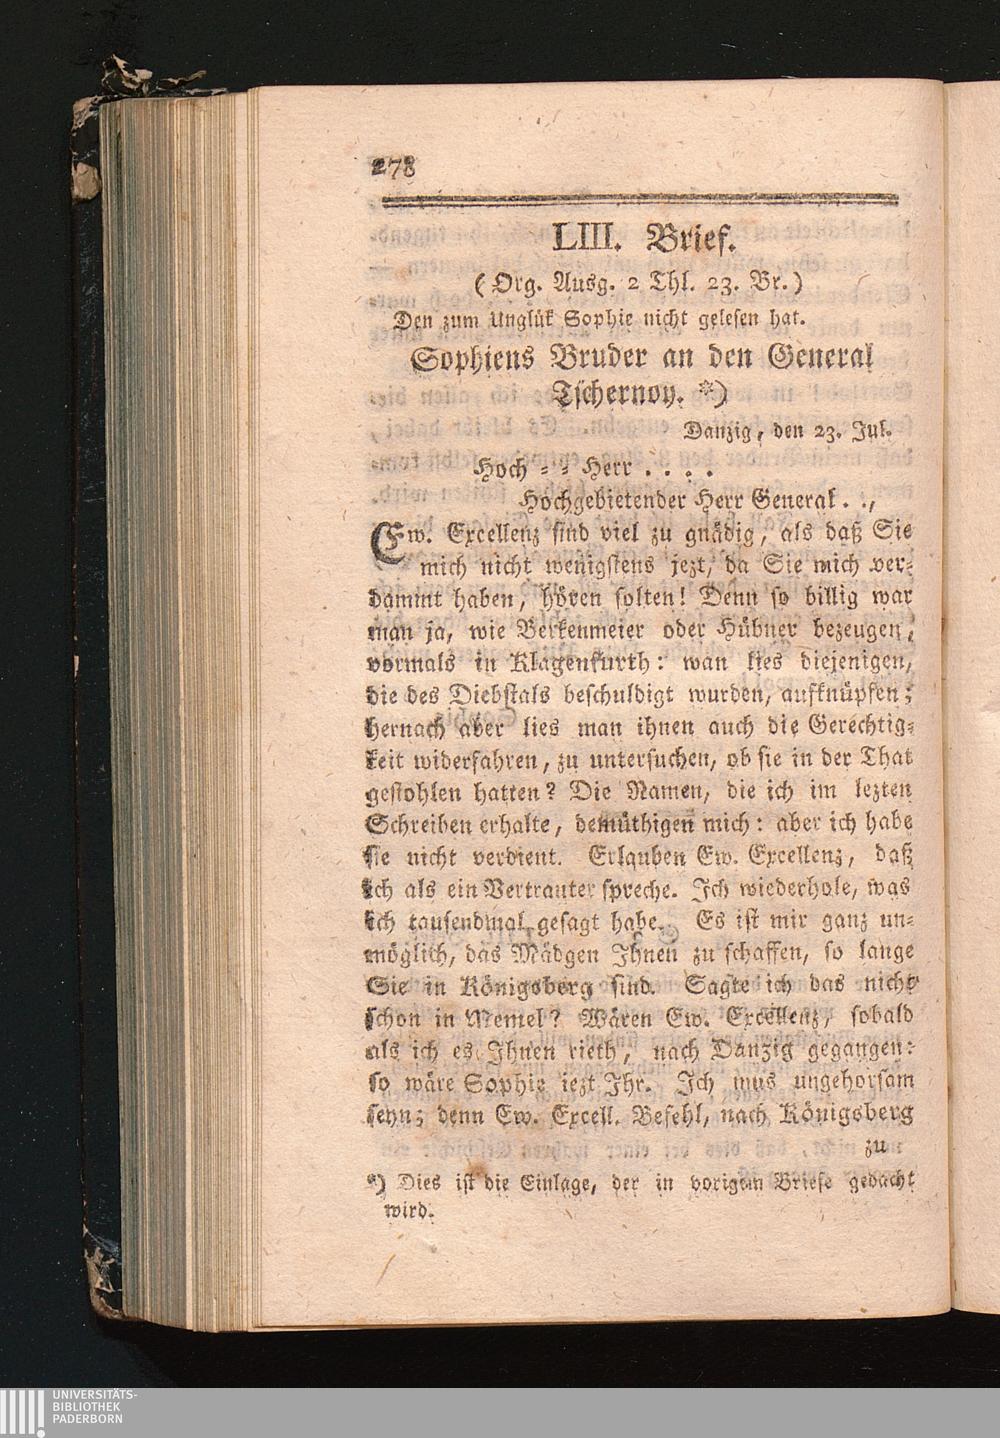 278
LIII. Brief.
(Org. Ausg. 2 Thl. 23. Br.)
Den zum Unglük Sophie nicht gelesen hat.
Sophiens Bruder an den General
Tschernoy. *)
Danzig, den 23. Jul.
Hoch = = Herr . . . .
Hochgebietender Herr General . .,
Ew. Excellenz sind viel zu gnädig, als daß Sie
mich nicht wenigstens jezt, da Sie mich ver=
dammt haben, hören solten! Denn so billig war
man ja, wie Berkenmeier oder Hübner bezeugen,
vormals in Klagenfurth: man lies diejenigen,
die des Diebstals beschuldigt wurden, aufknüpfen;
hernach aber lies man ihnen auch die Gerechtig=
keit widerfahren, zu untersuchen, ob sie in der That
gestohlen hatten? Die Namen, die ich im lezten
Schreiben erhalte, demüthigen mich: aber ich habe
sie nicht verdient. Erlauben Ew. Excellenz, daß
ich als ein Vertrauter spreche. Ich wiederhole, was
ich tausendmal gesagt habe. Es ist mir ganz un=
möglich, das Mädgen Ihnen zu schaffen, so lange
Sie in Königsberg sind. Sagte ich das nicht
schon in Memel? Wären Ew. Excellenz, sobald
als ich es Ihnen rieth, nach Danzig gegangen:
so wäre Sophie iezt Ihr. Ich mus ungehorsam
seyn; denn Ew. Excell. Befehl, nach Königsberg
zu
*) Dies ist die Einlage, der in vorigem Briefe gedacht
wird.
UNIVERSITÄTS-
BIBLIOTHEK
PADERBORN